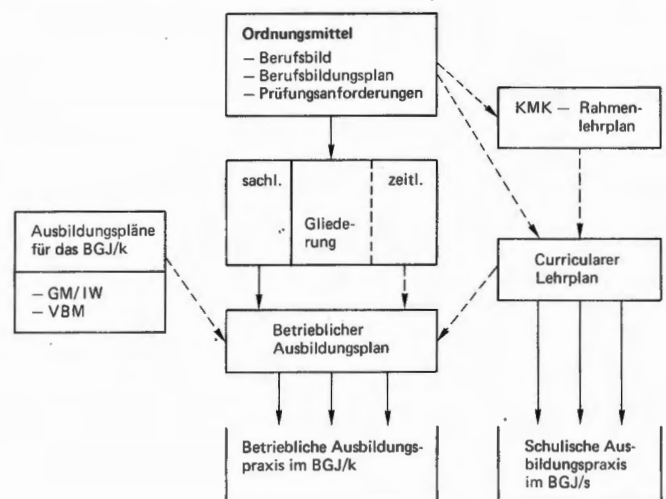 Ordnungsmittel
– Berufsbild
– Berufsbildungsplan
– Prüfungsanforderungen
KMK – Rahmen-
lehrplan
sachl.
zeitl.
Gliede-
rung
Ausbildungspläne
für das BGJ/k
– GM/IW
– VBM
Curricularer
Lehrplan
Betrieblicher
Ausbildungsplan
Betriebliche Ausbildungs-
praxis im BGJ/k
Schulische Aus-
bildungspraxis
im BGJ/s